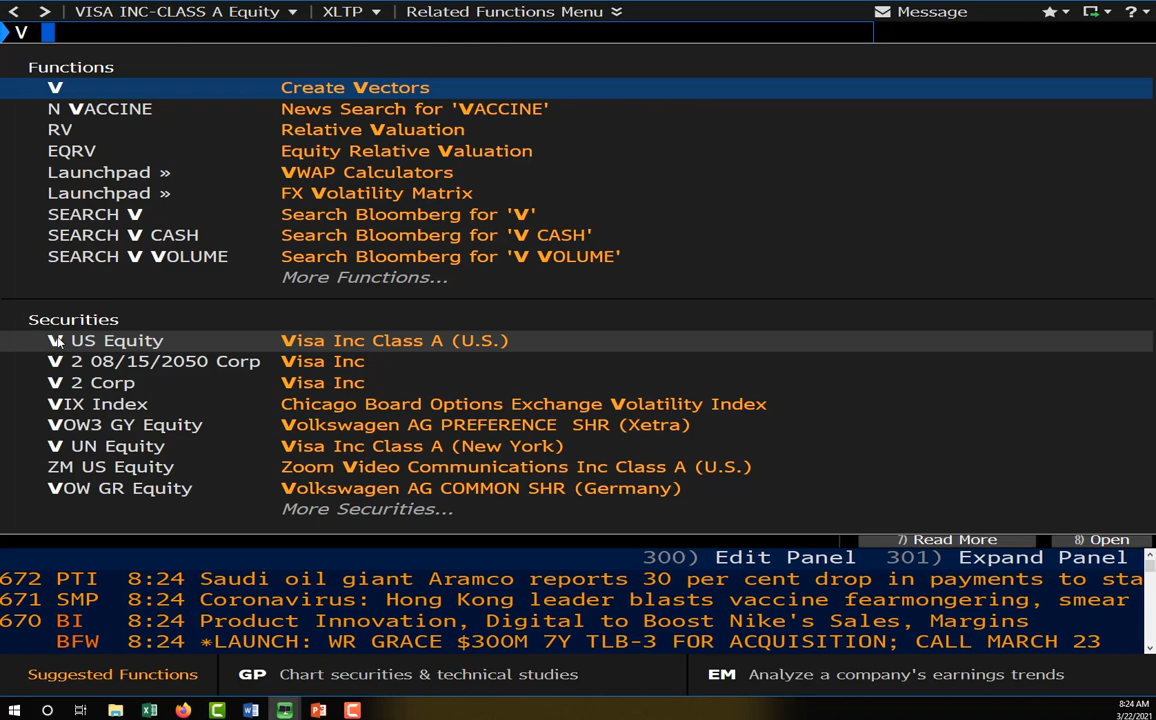 < > VISA INC-CLASS A Equity XLTP Related Functions Menu Message ?
V
Functions
V Create Vectors
N VACCINE News Search for 'VACCINE'
RV Relative Valuation
EQRV Equity Relative Valuation
Launchpad » VWAP Calculators
Launchpad » FX Volatility Matrix
SEARCH V Search Bloomberg for 'V'
SEARCH V CASH Search Bloomberg for 'V CASH'
SEARCH V VOLUME Search Bloomberg for 'V VOLUME'
More Functions...
Securities
V US Equity Visa Inc Class A (U.S.)
V 2 08/15/2050 Corp Visa Inc
V 2 Corp Visa Inc
VIX Index Chicago Board Options Exchange Volatility Index
VOW3 GY Equity Volkswagen AG PREFERENCE SHR (Xetra)
V UN Equity Visa Inc Class A (New York)
ZM US Equity Zoom Video Communications Inc Class A (U.S.)
VOW GR Equity Volkswagen AG COMMON SHR (Germany)
More Securities...
7) Read More 8) Open
300) Edit Panel 301) Expand Panel
672 PTI 8:24 Saudi oil giant Aramco reports 30 per cent drop in payments to sta
671 SMP 8:24 Coronavirus: Hong Kong leader blasts vaccine fearmongering, smear
670 BI 8:24 Product Innovation, Digital to Boost Nike's Sales, Margins
BFW 8:24 *LAUNCH: WR GRACE $300M 7Y TLB-3 FOR ACQUISITION; CALL MARCH 23
Suggested Functions GP Chart securities & technical studies EM Analyze a company's earnings trends
8:24 AM
3/22/2021